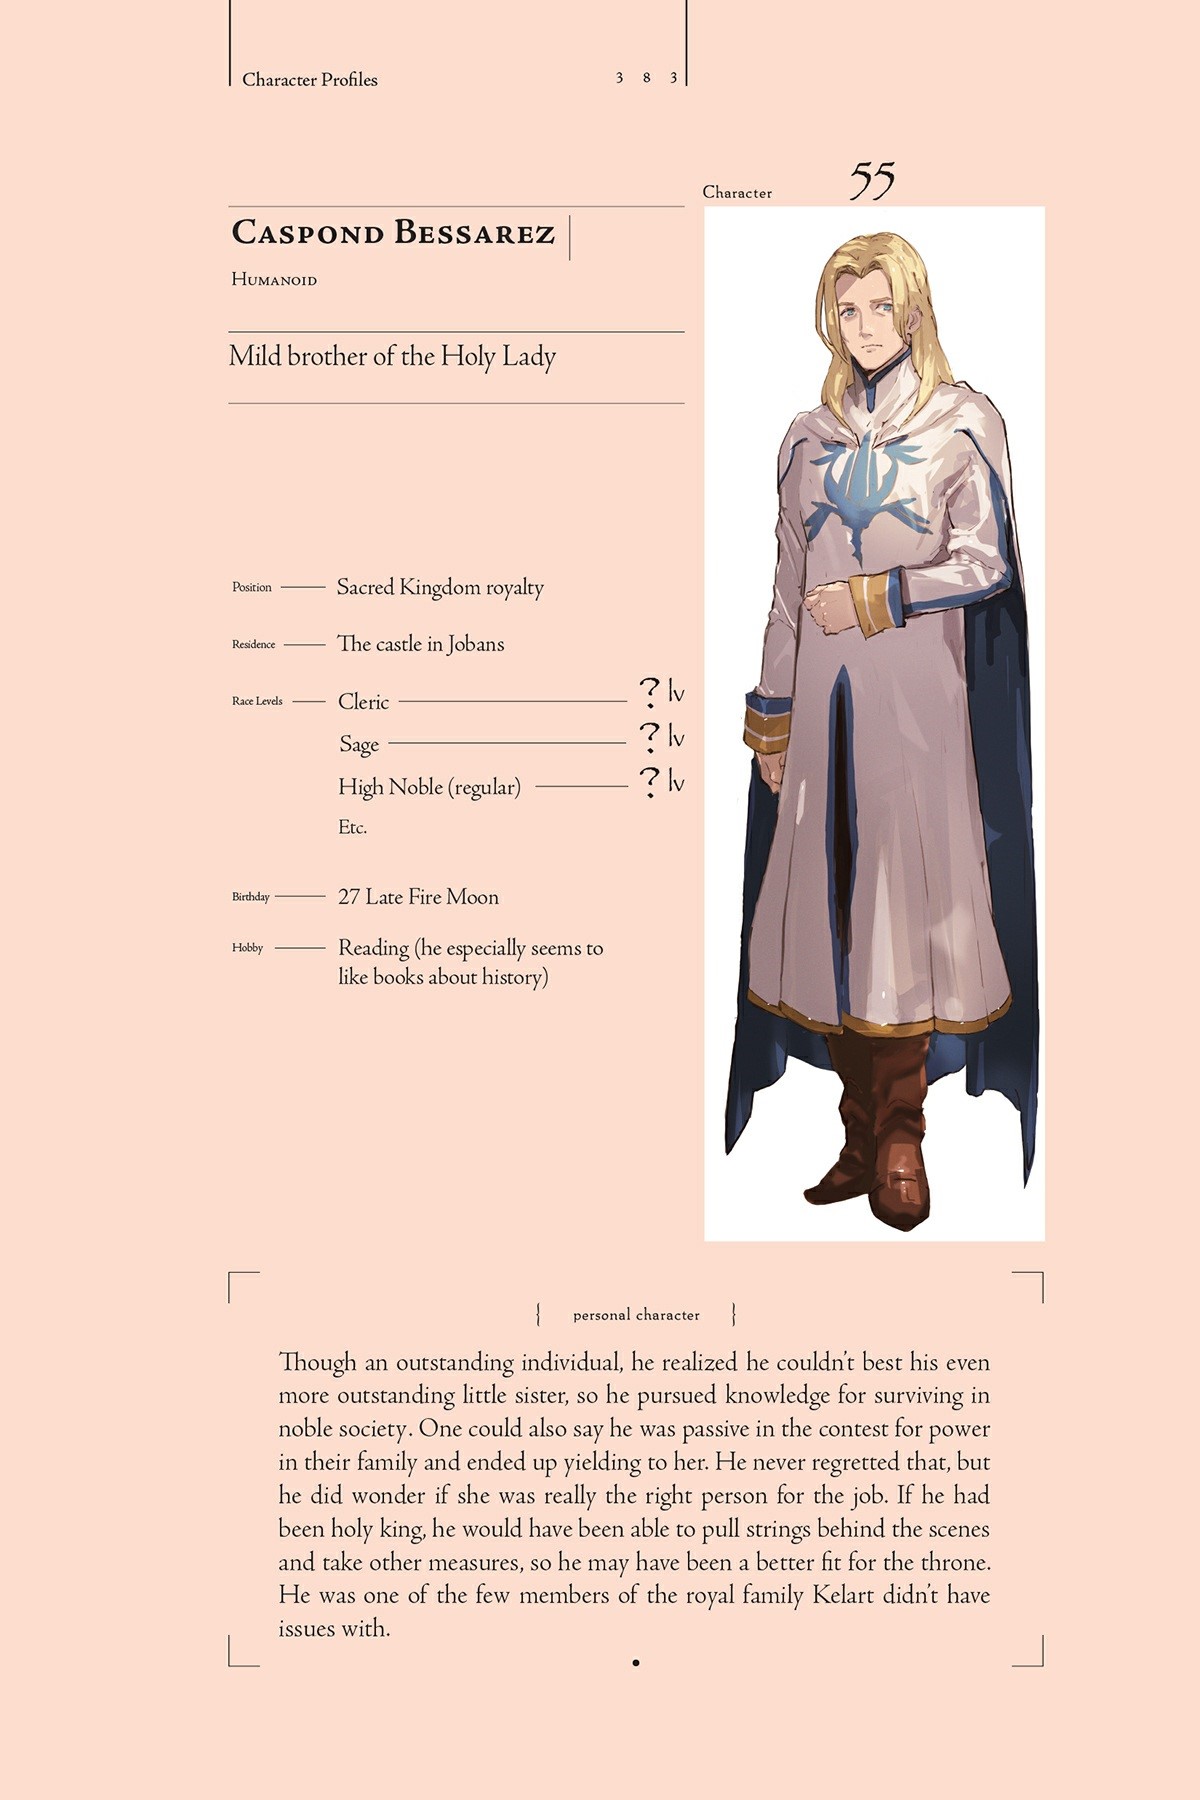 Character Profiles 383
Character 55
Caspond Bessarez
Humanoid
Mild brother of the Holy Lady
Position Sacred Kingdom royalty
Residence The castle in Jobans
Race Levels Cleric ? lv
Sage ? lv
High Noble (regular) ? lv
Etc.
Birthday 27 Late Fire Moon
Hobby Reading (he especially seems to
like books about history)
{ personal character }
Though an outstanding individual, he realized he couldn't best his even
more outstanding little sister, so he pursued knowledge for surviving in
noble society. One could also say he was passive in the contest for power
in their family and ended up yielding to her. He never regretted that, but
he did wonder if she was really the right person for the job. If he had
been holy king, he would have been able to pull strings behind the scenes
and take other measures, so he may have been a better fit for the throne.
He was one of the few members of the royal family Kelart didn't have
issues with.